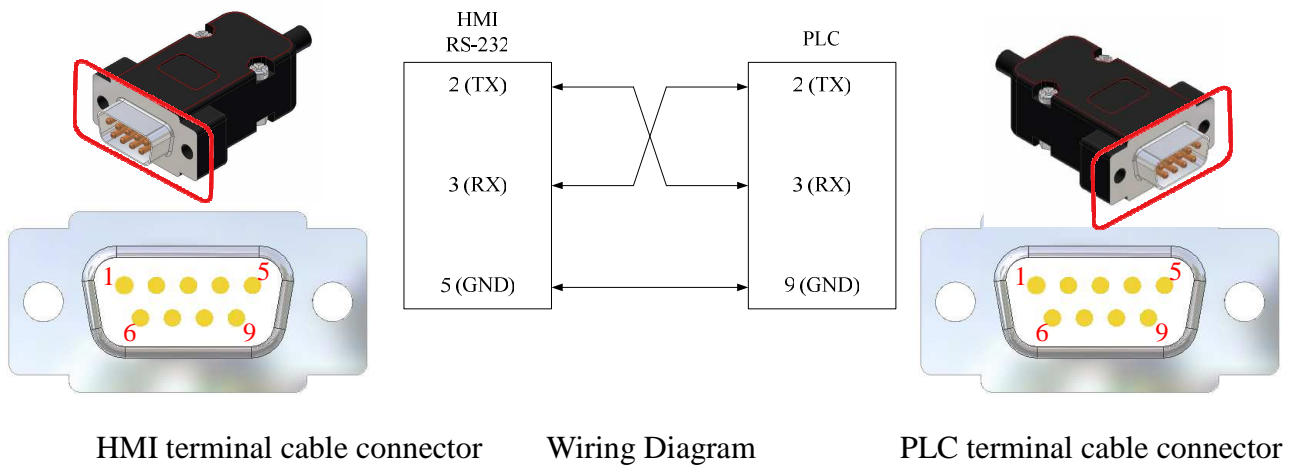 HMI
RS-232
PLC
2 (TX)
2 (TX)
3 (RX)
3 (RX)
5 (GND)
9 (GND)
1
5
6
9
1
5
6
9
HMI terminal cable connector
Wiring Diagram
PLC terminal cable connector